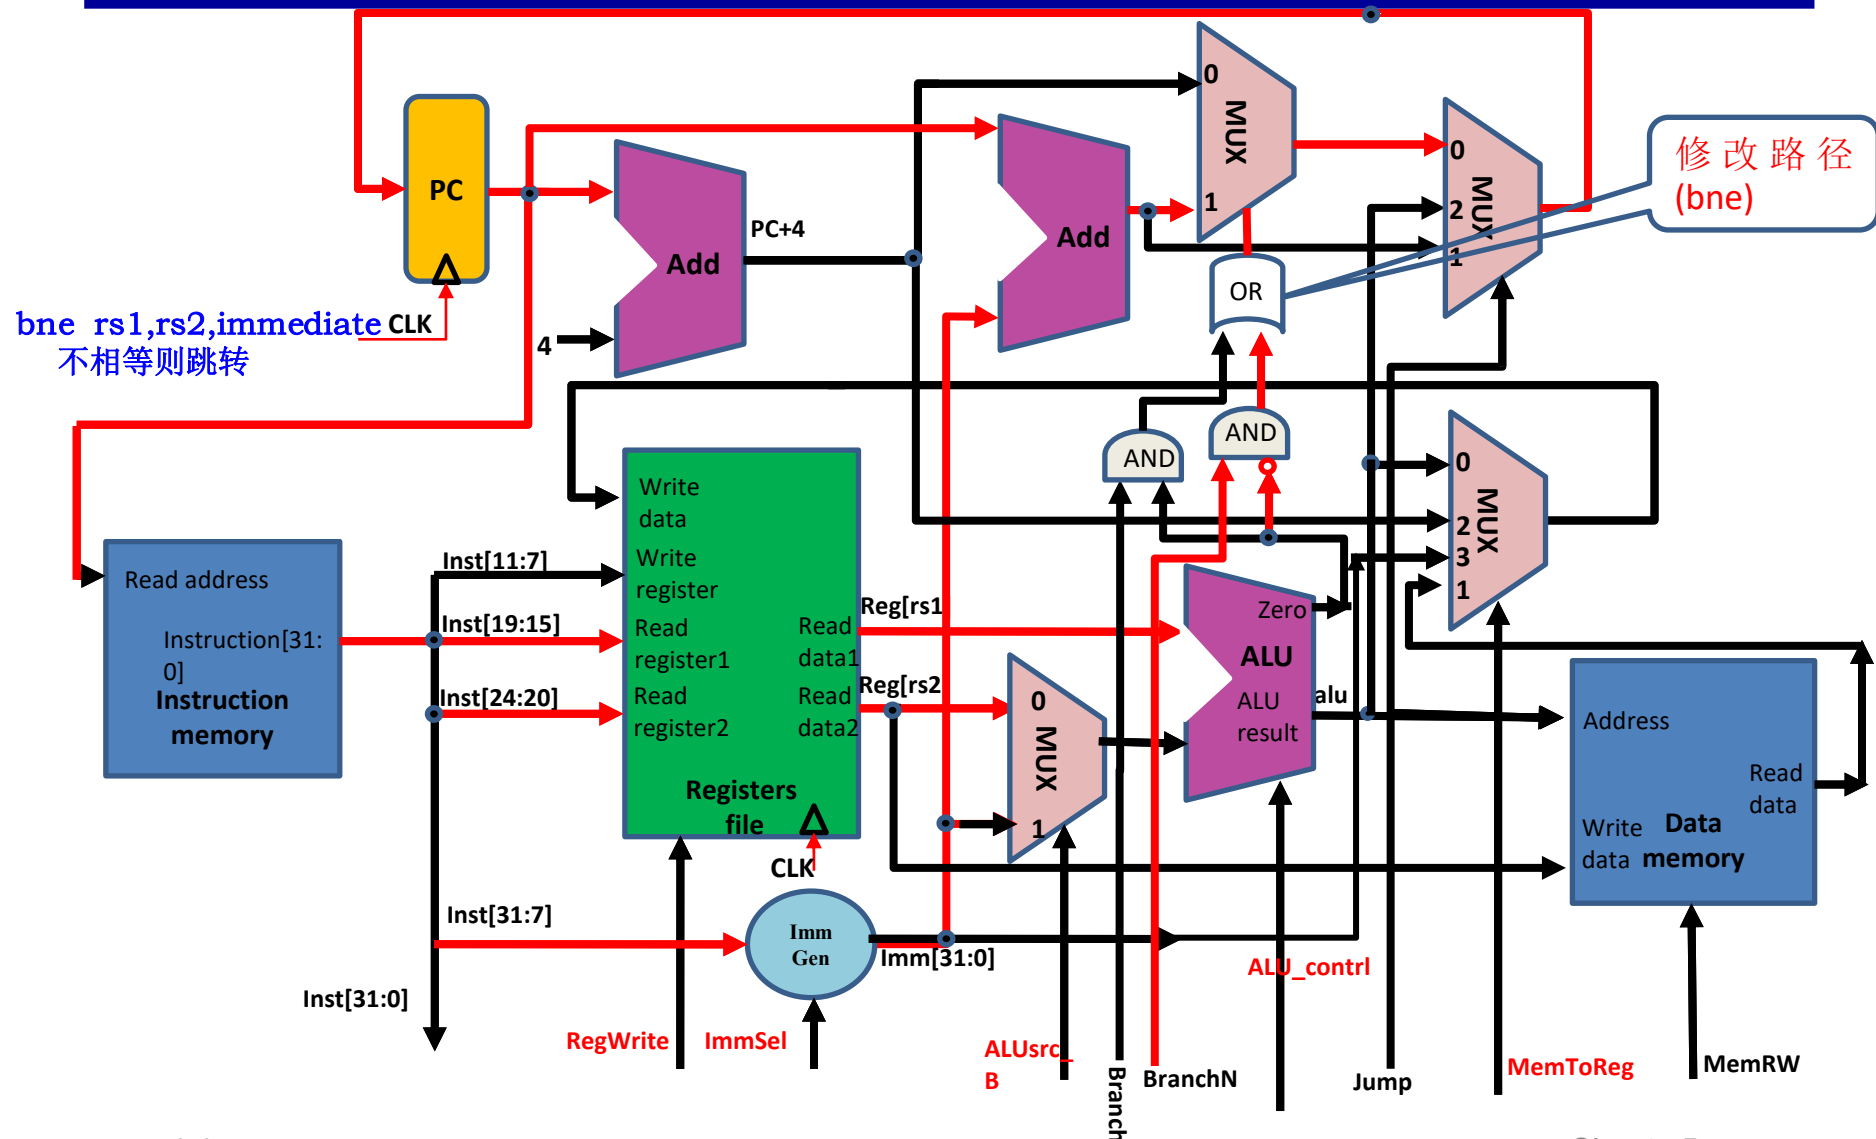 0
MUX
1
0
MUX
2
1
修改路径
(bne)
PC
PC+4
Add
Add
OR
bne rs1,rs2,immediate
CLK
不相等则跳转
4
AND
AND
0
MUX
2
3
1
Write
data
Write
register
Read
register1
Read
register2
Read
data1
Read
data2
Registers
file
CLK
Read address
Instruction[31:
0]
Instruction
memory
Inst[11:7]
Inst[19:15]
Inst[24:20]
Inst[31:7]
Inst[31:0]
Reg[rs1
Reg[rs2
0
MUX
1
Zero
ALU
ALU
result
alu
Address
Read
data
Write
data
Data
memory
Imm
Gen
Imm[31:0]
RegWrite
ImmSel
ALUsrc_
B
Branch
BranchN
ALU_contrl
Jump
MemToReg
MemRW